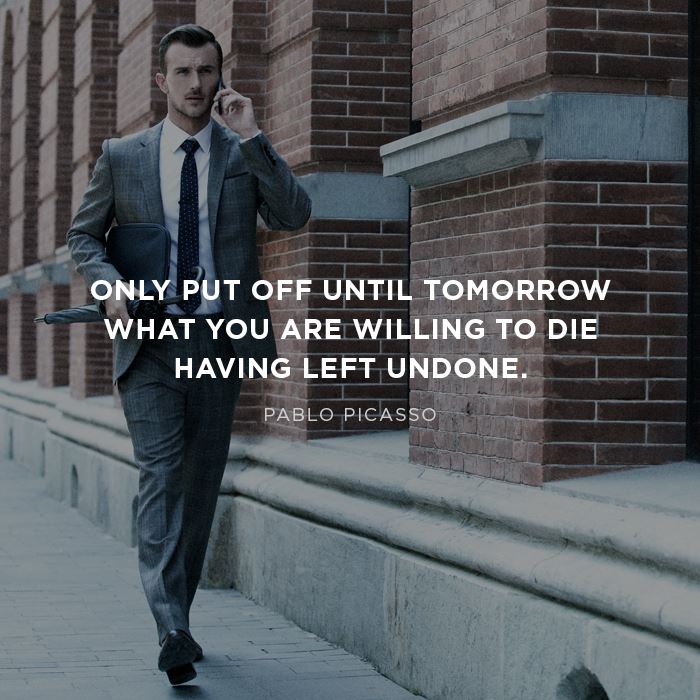 ONLY PUT OFF UNTIL TOMORROW
WHAT YOU ARE WILLING TO DIE
HAVING LEFT UNDONE.
PABLO PICASSO